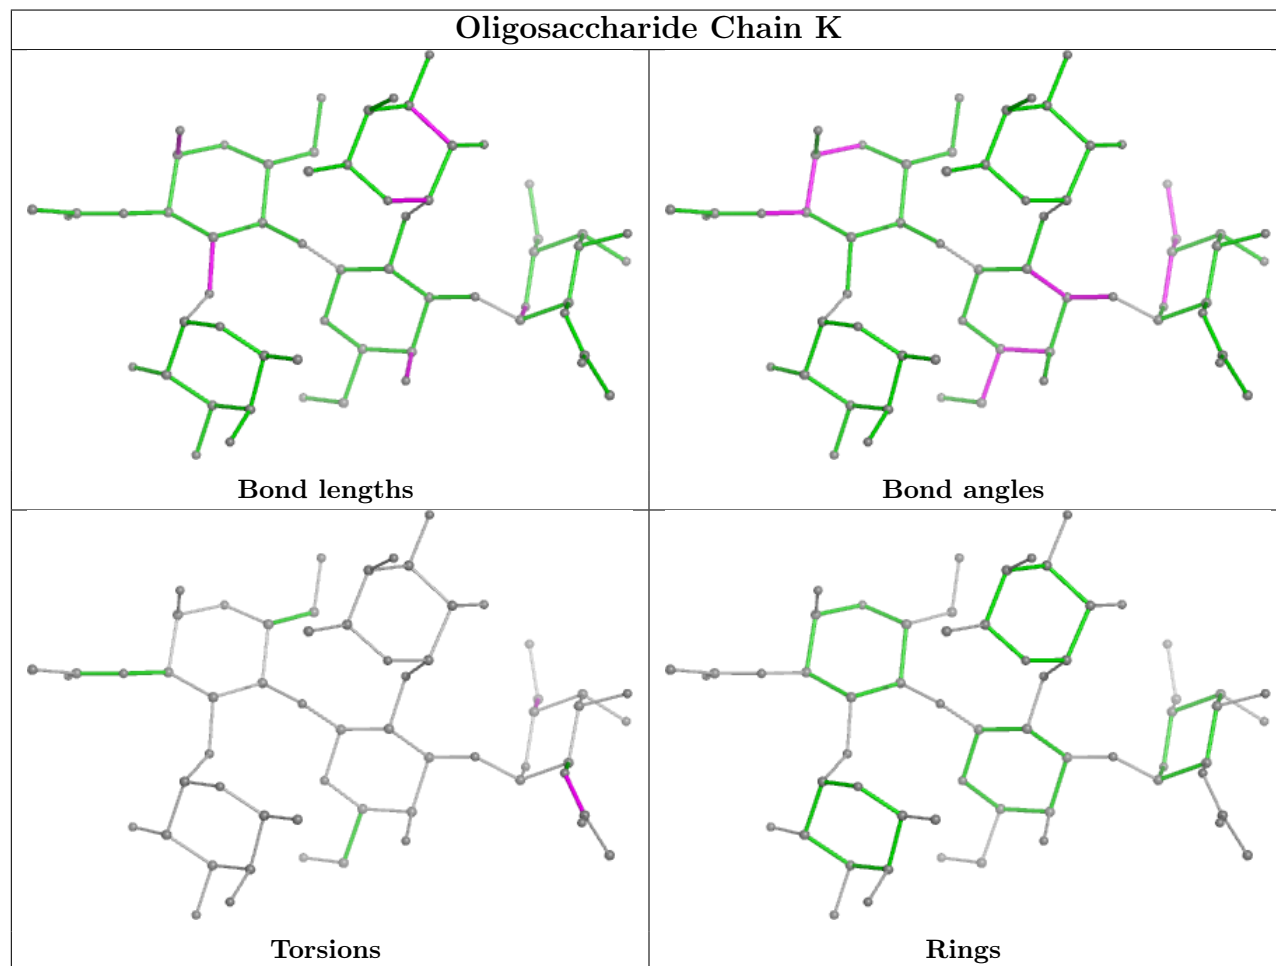 Oligosaccharide Chain K
Bond lengths
Bond angles
Torsions
Rings